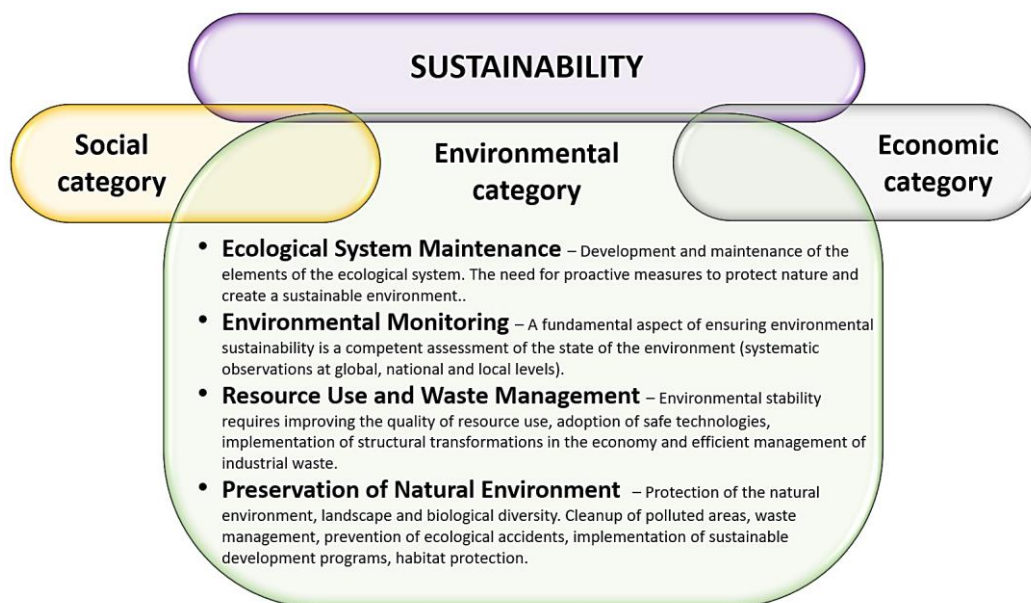 SUSTAINABILITY
Social
category
Environmental
category
Economic
category
• Ecological System Maintenance – Development and maintenance of the
elements of the ecological system. The need for proactive measures to protect nature and
create a sustainable environment..
• Environmental Monitoring – A fundamental aspect of ensuring environmental
sustainability is a competent assessment of the state of the environment (systematic
observations at global, national and local levels).
• Resource Use and Waste Management – Environmental stability
requires improving the quality of resource use, adoption of safe technologies,
implementation of structural transformations in the economy and efficient management of
industrial waste.
• Preservation of Natural Environment – Protection of the natural
environment, landscape and biological diversity. Cleanup of polluted areas, waste
management, prevention of ecological accidents, implementation of sustainable
development programs, habitat protection.